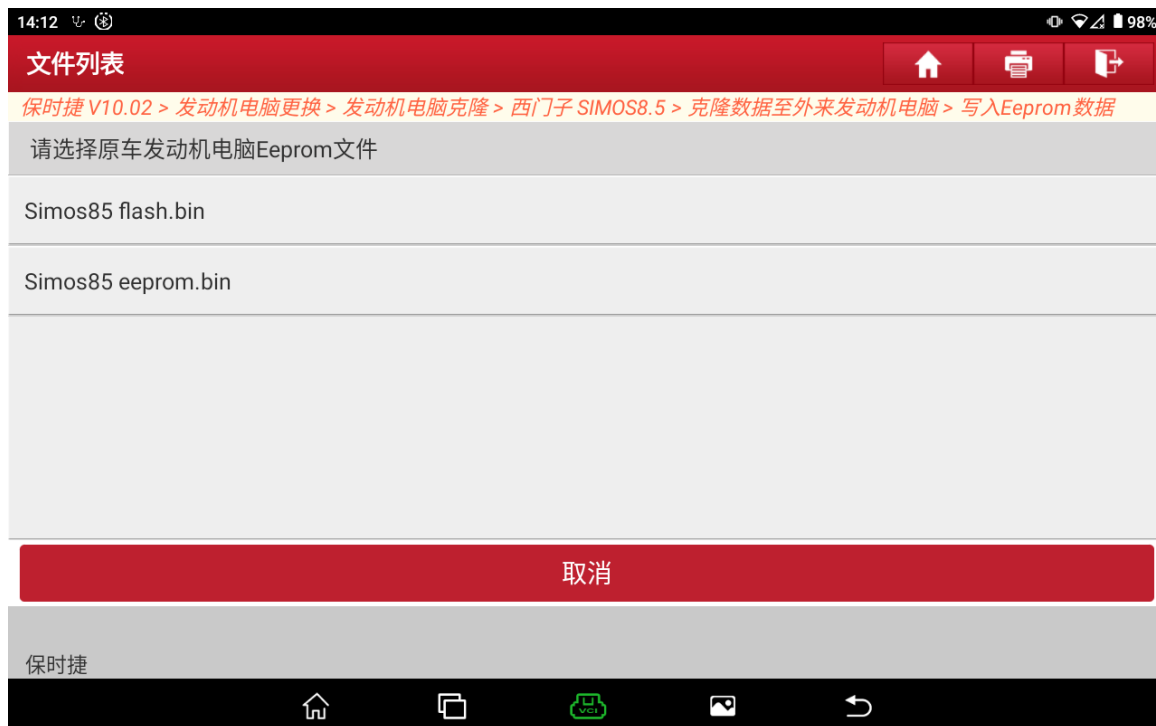 14:12 98%
文件列表
保时捷 V10.02 > 发动机电脑更换 > 发动机电脑克隆 > 西门子 SIMOS8.5 > 克隆数据至外来发动机电脑 > 写入Eeprom数据
请选择原车发动机电脑Eeprom文件
Simos85 flash.bin
Simos85 eeprom.bin
取消
保时捷
VCI